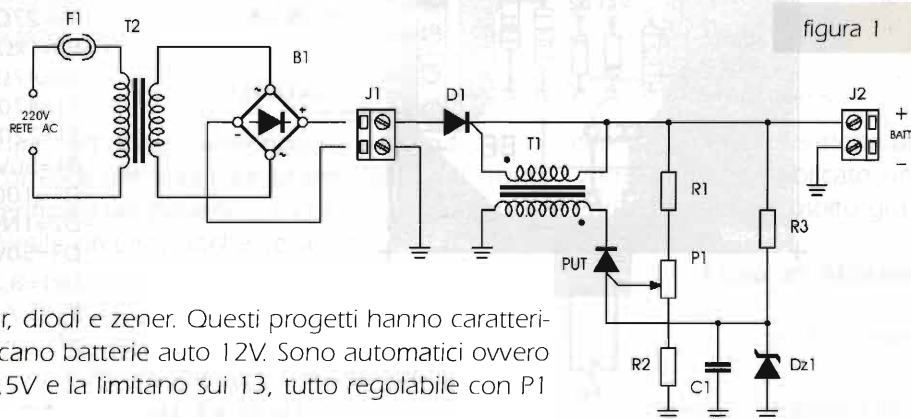 figura 1
F1
T2
B1
J1
D1
J2
220V
RETE AC
T1
+
BATT
−
R1
R3
PUT
P1
R2
C1
Dz1
r, diodi e zener. Questi progetti hanno caratteri-
cano batterie auto 12V. Sono automatici ovvero
5V e la limitano sui 13, tutto regolabile con P1